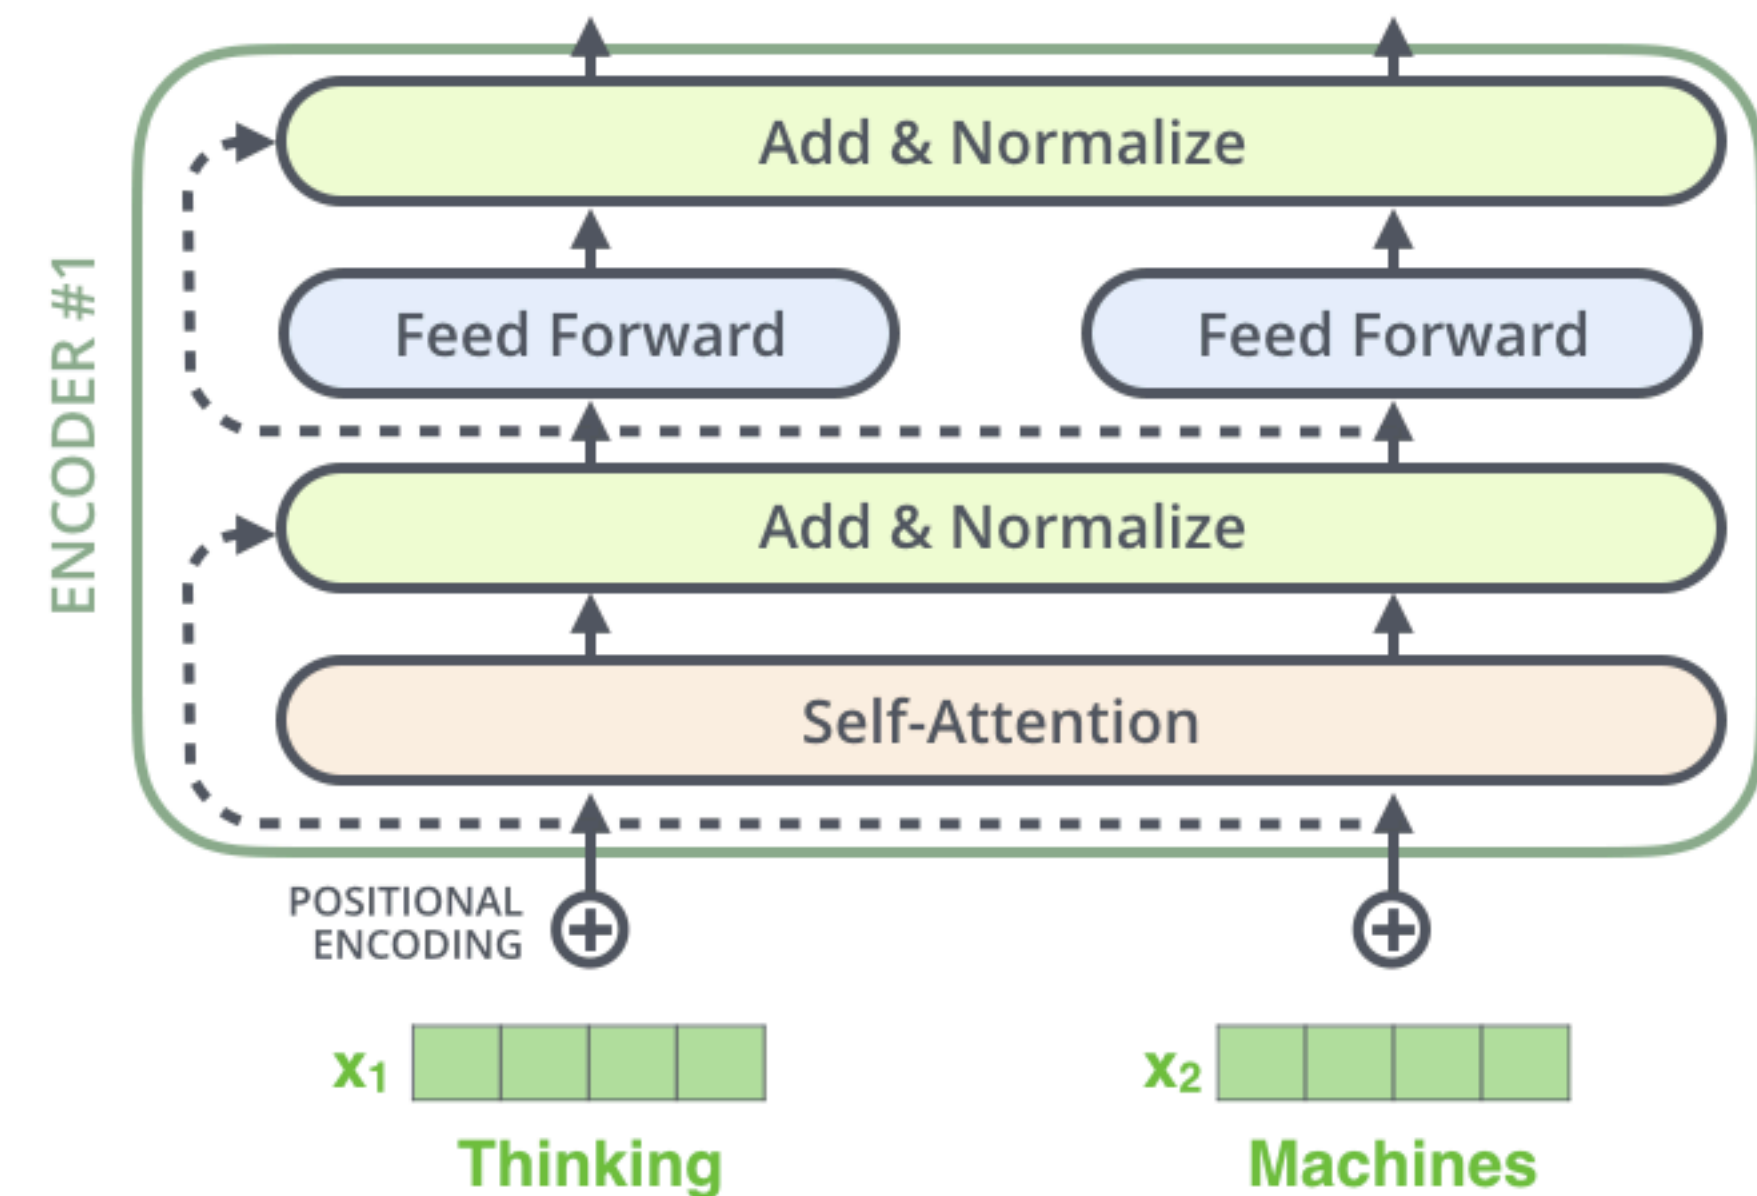 ENCODER #1
Add & Normalize
Feed Forward
Feed Forward
Add & Normalize
Self-Attention
POSITIONAL
ENCODING
x1
x2
Thinking
Machines